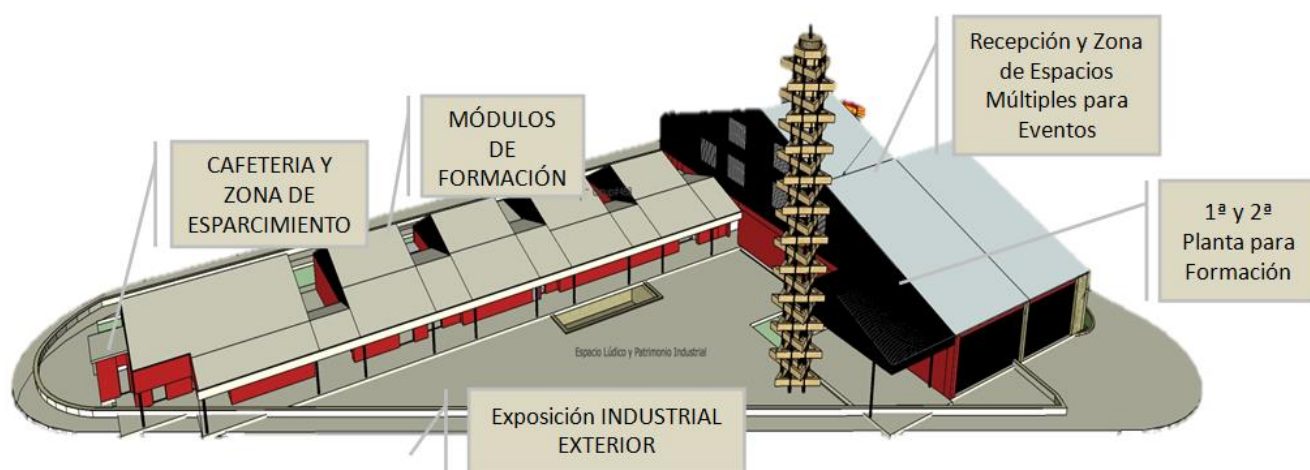 CAFETERIA Y
ZONA DE
ESPARCIMIENTO
MÓDULOS
DE
FORMACIÓN
Recepción y Zona
de Espacios
Múltiples para
Eventos
1ª y 2ª
Planta para
Formación
Espacio Lúdico y Patrimonio Industrial
Exposición INDUSTRIAL
EXTERIOR